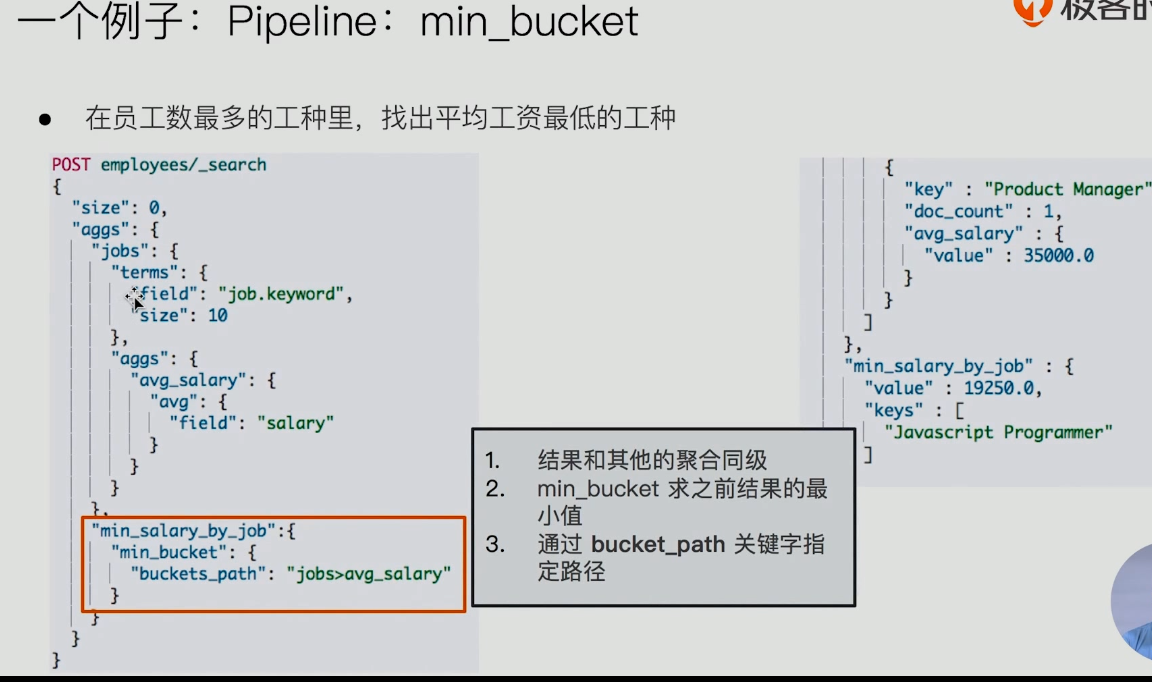 一个例子：Pipeline：min_bucket
极客
● 在员工数最多的工种里，找出平均工资最低的工种
POST employees/_search
{
"size": 0,
"aggs": {
"jobs": {
"terms": {
"field": "job.keyword",
"size": 10
},
"aggs": {
"avg_salary": {
"avg": {
"field": "salary"
}
}
}
},
"min_salary_by_job":{
"min_bucket": {
"buckets_path": "jobs>avg_salary"
}
}
}
}
1. 结果和其他的聚合同级
2. min_bucket 求之前结果的最
小值
3. 通过 bucket_path 关键字指
定路径
{
"key" : "Product Manager"
"doc_count" : 1,
"avg_salary" : {
"value" : 35000.0
}
}
]
},
"min_salary_by_job" : {
"value" : 19250.0,
"keys" : [
"Javascript Programmer"
]